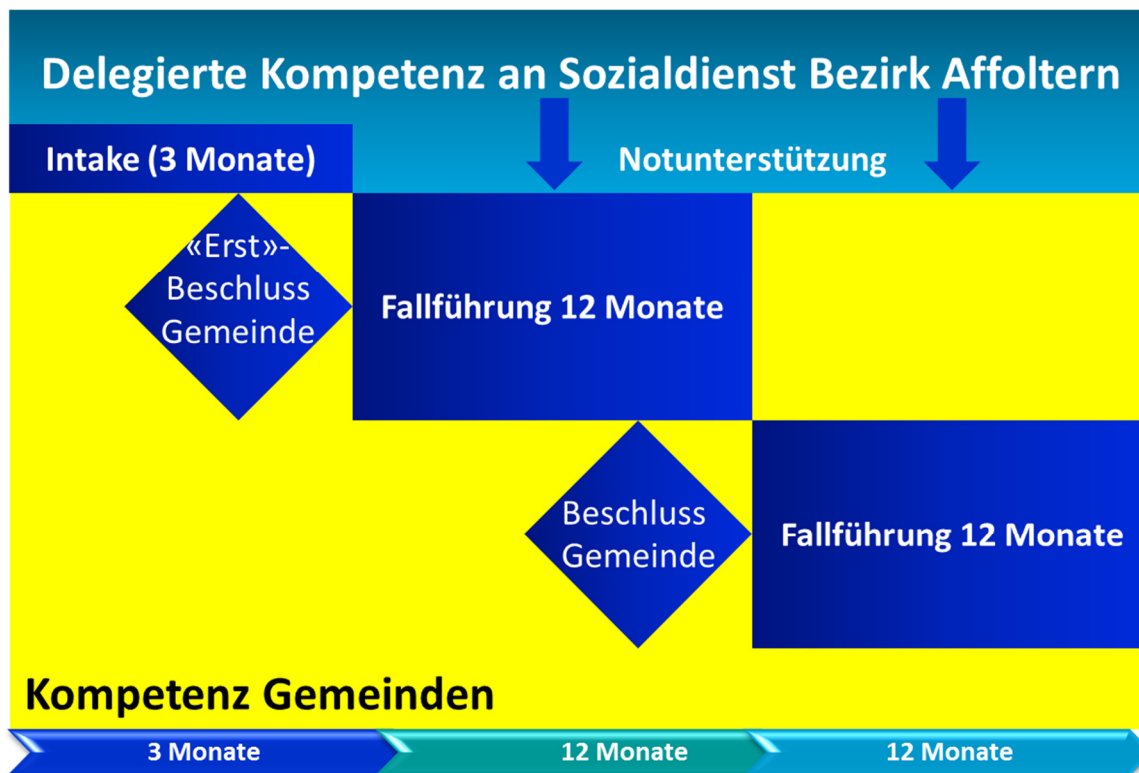 Delegierte Kompetenz an Sozialdienst Bezirk Affoltern
Intake (3 Monate)
Notunterstützung
«Erst»-
Beschluss
Gemeinde
Fallführung 12 Monate
Beschluss
Gemeinde
Fallführung 12 Monate
Kompetenz Gemeinden
3 Monate
12 Monate
12 Monate